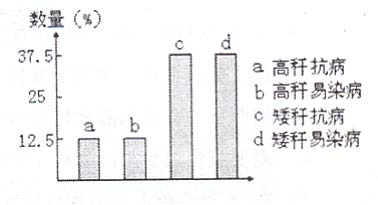 数量(%)
37.5
25
12.5
a
b
c
d
a 高秆抗病
b 高秆易染病
c 矮秆抗病
d 矮秆易染病